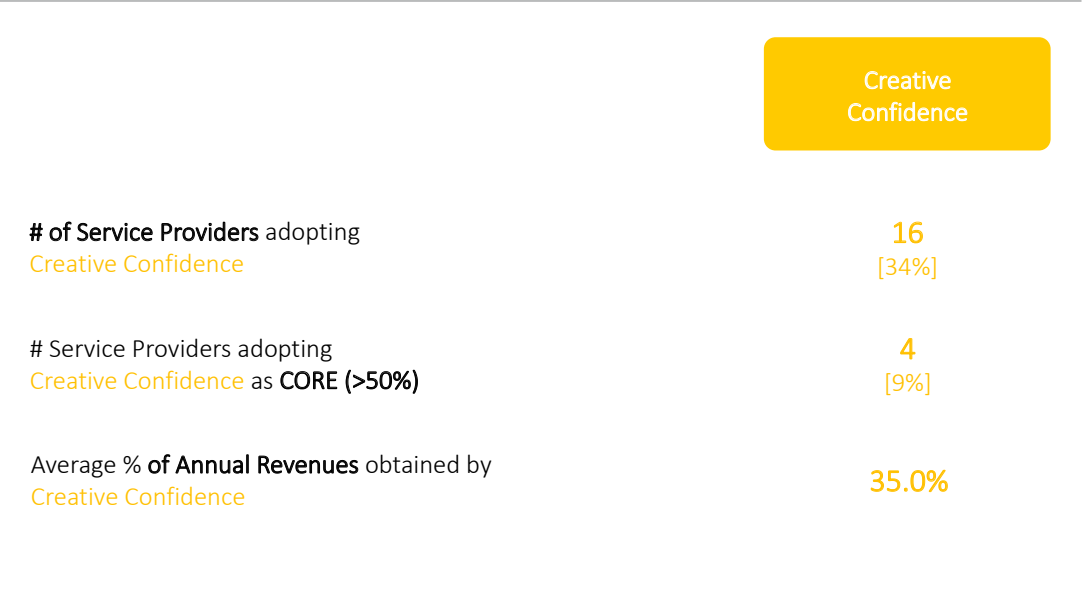 Creative
Confidence
# of Service Providers adopting
Creative Confidence
16
[34%]
# Service Providers adopting
Creative Confidence as CORE (>50%)
4
[9%]
Average % of Annual Revenues obtained by
Creative Confidence
35.0%